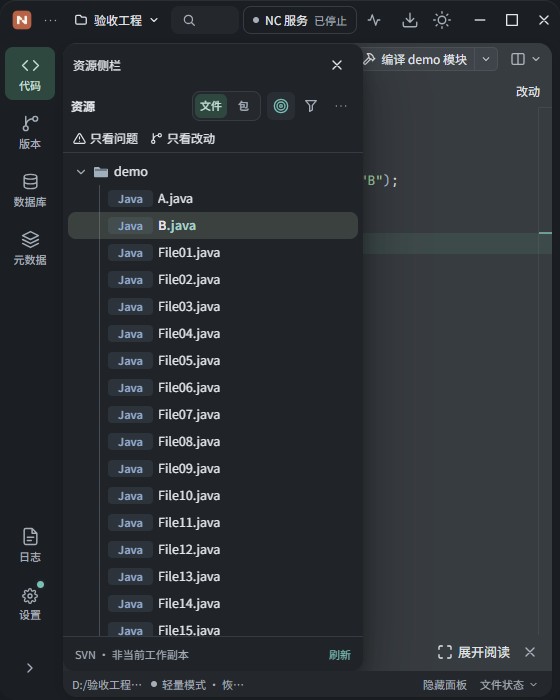 N ··· 验收工程 NC 服务 已停止
代码
版本
数据库
元数据
日志
设置
资源侧栏
编译 demo 模块
资源 文件 包 ···
改动
只看问题 只看改动
demo
Java A.java
Java B.java
Java File01.java
Java File02.java
Java File03.java
Java File04.java
Java File05.java
Java File06.java
Java File07.java
Java File08.java
Java File09.java
Java File10.java
Java File11.java
Java File12.java
Java File13.java
Java File14.java
Java File15.java
"B");
SVN · 非当前工作副本 刷新
展开阅读
D:/验收工程… 轻量模式 · 恢… 隐藏面板 文件状态